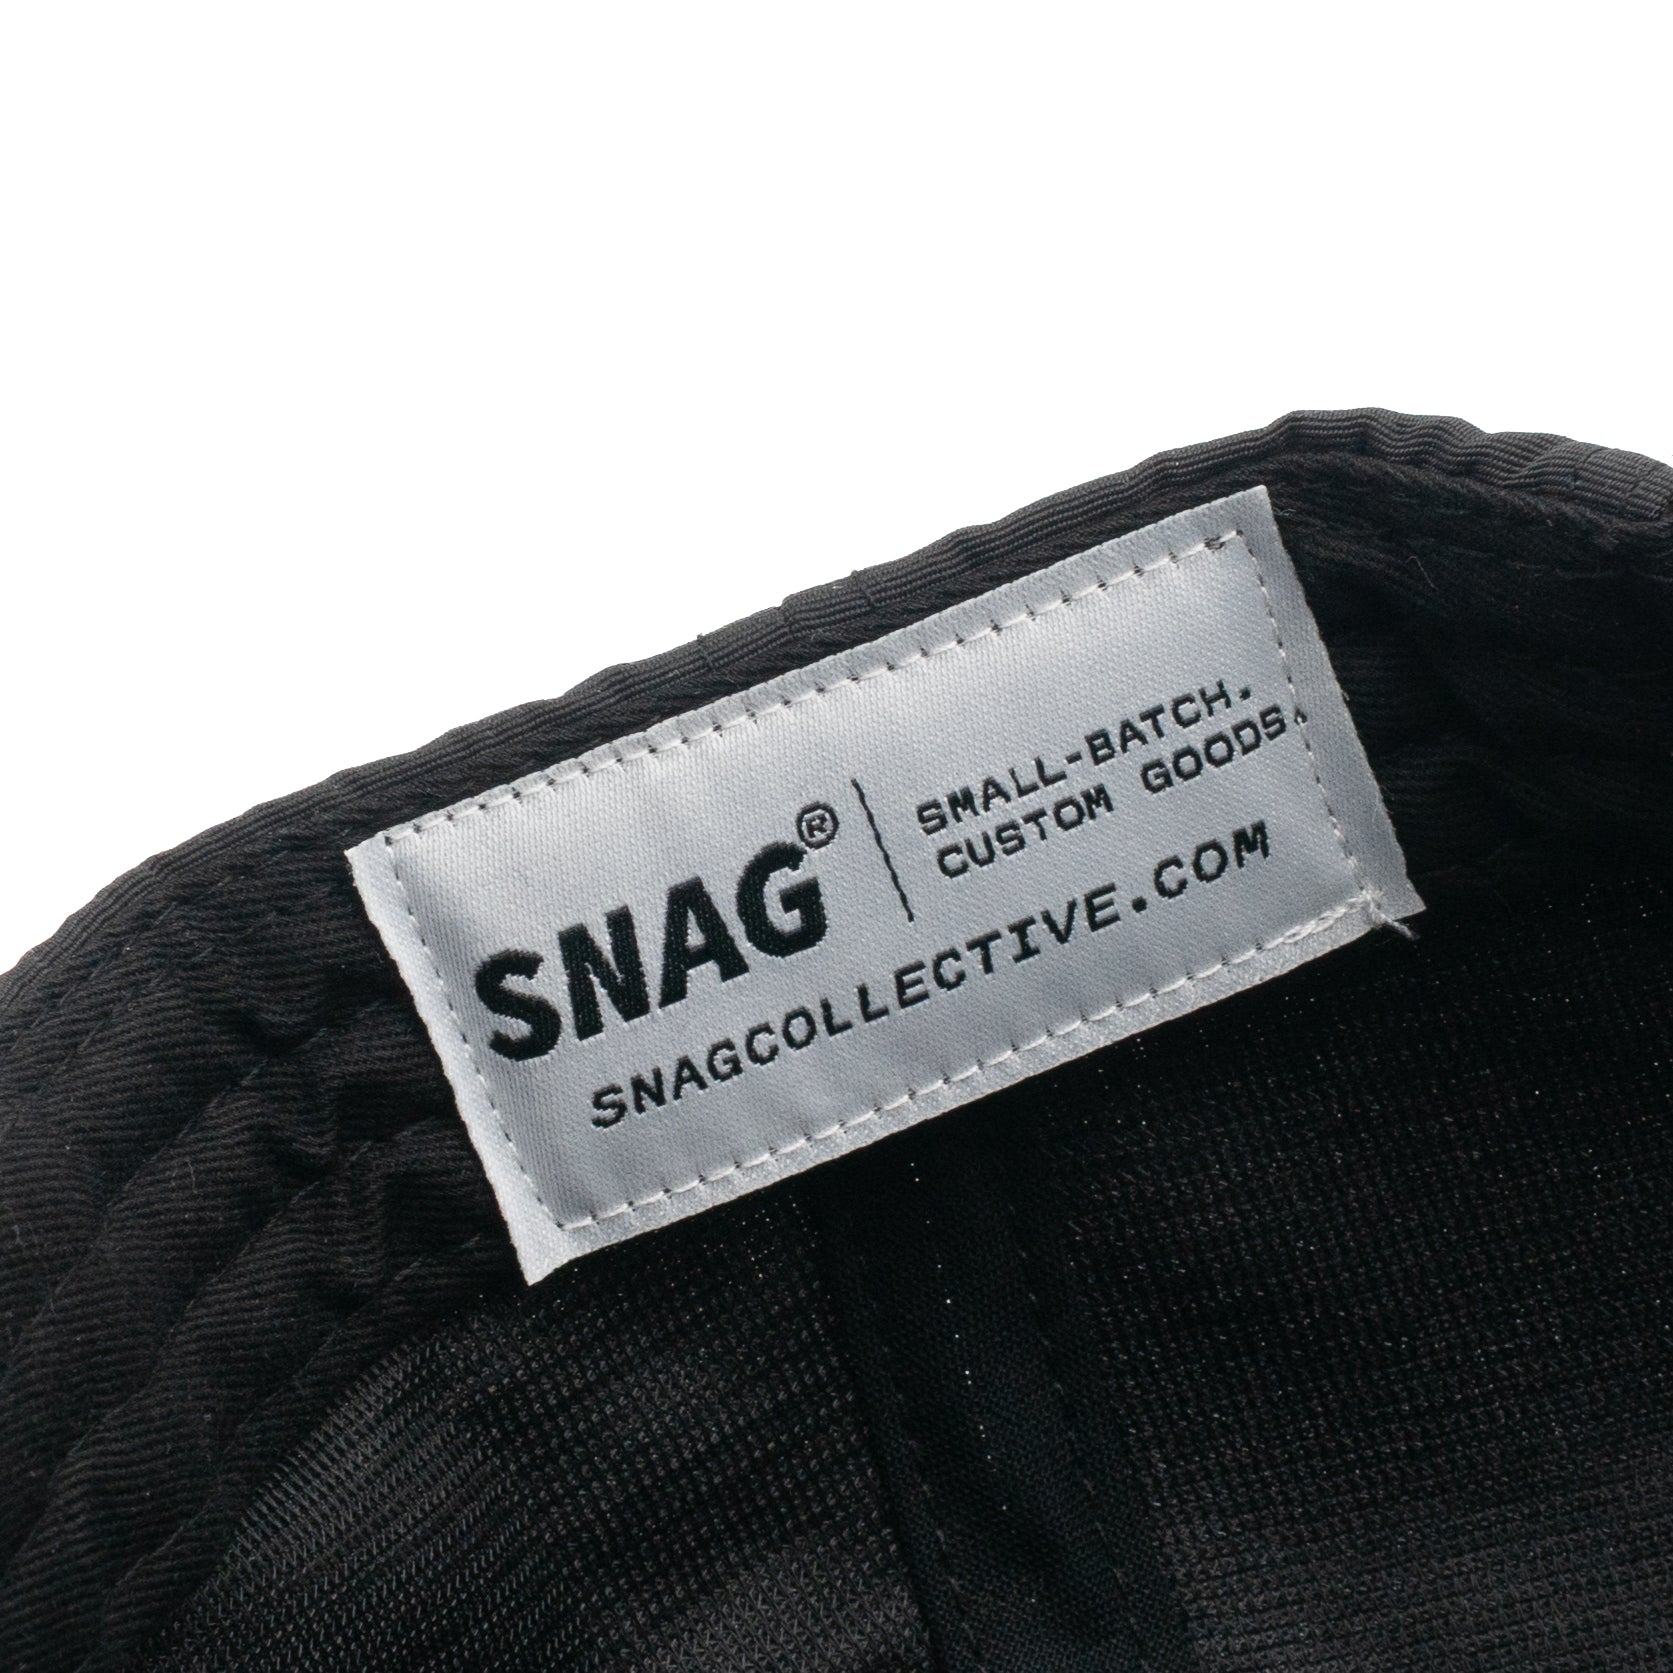 SNAG®
SMALL-BATCH.
CUSTOM GOODS.
SNAGCOLLECTIVE.COM